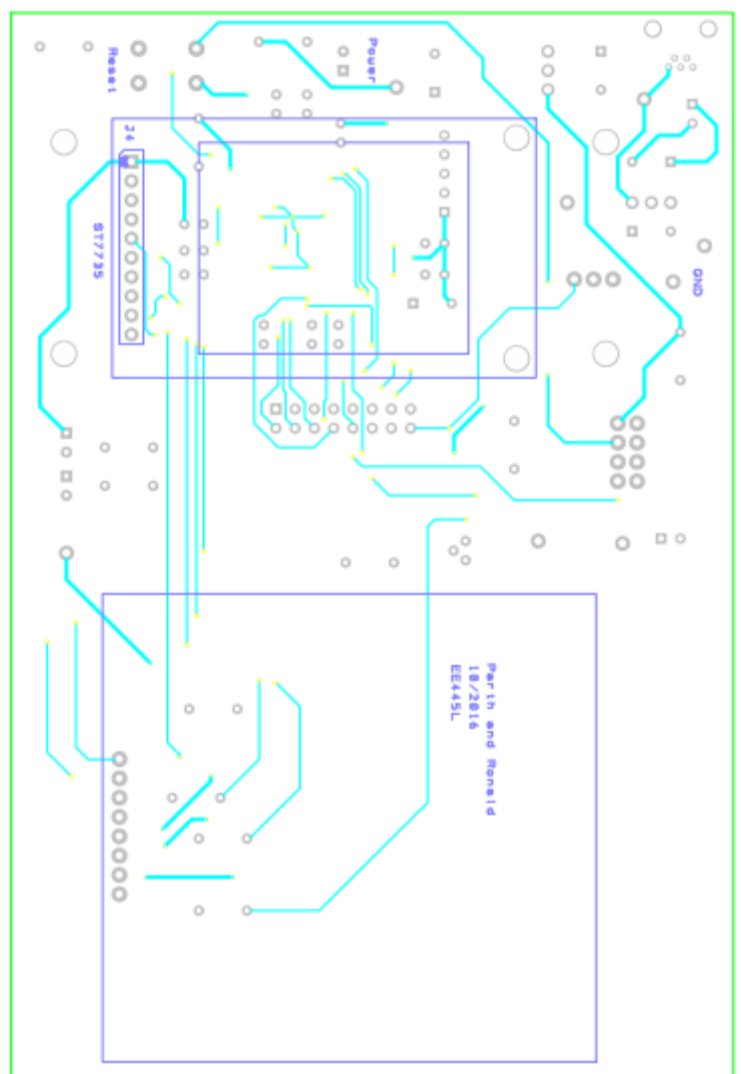 Reset
Power
J4
ST7735
GND
Parth and Ronald
10/2016
EE445L